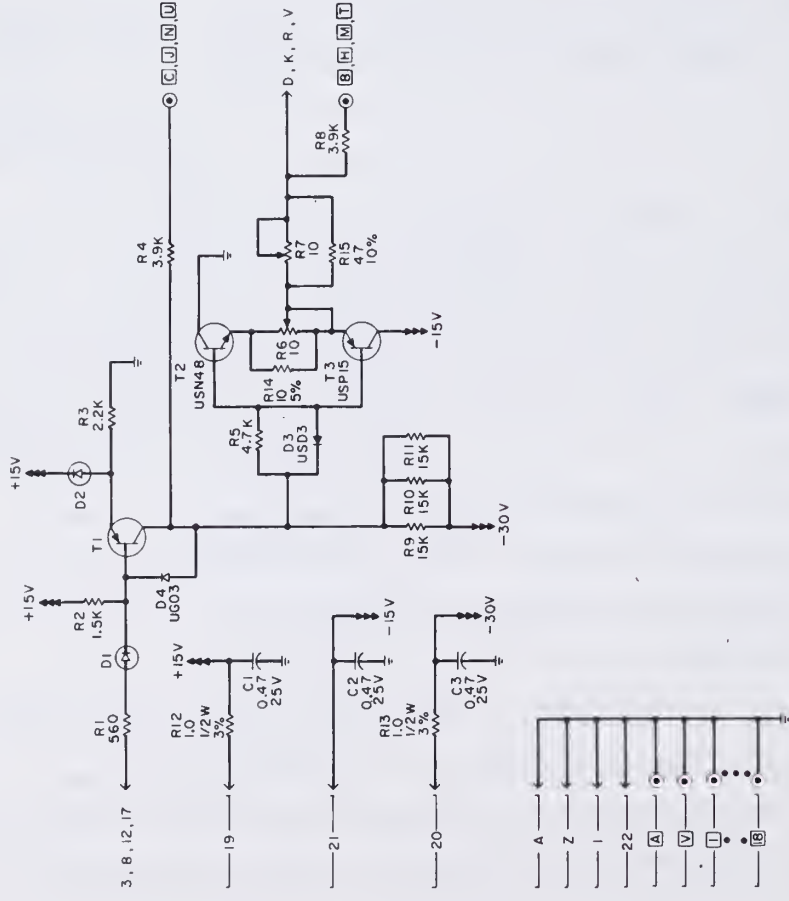 +15V
+15V
R2
1.5K
D2
R3
2.2K
R4
3.9K
C, J, N, U
T1
R1
560
D1
3, 8, 12, 17
D4
UG03
T2
USN48
R5
4.7K
D3
USD3
R14
10
5%
R6
10
T3
USP15
-15V
R7
10
R15
47
10%
D, K, R, V
R8
3.9K
B, H, M, T
R9
15K
R10
15K
R11
15K
-30V
19
R12
1.0
1/2W
3%
+15V
C1
0.47
25V
21
-15V
C2
0.47
25V
20
R13
1.0
1/2W
3%
-30V
C3
0.47
25V
A
Z
1
22
A
V
1
18